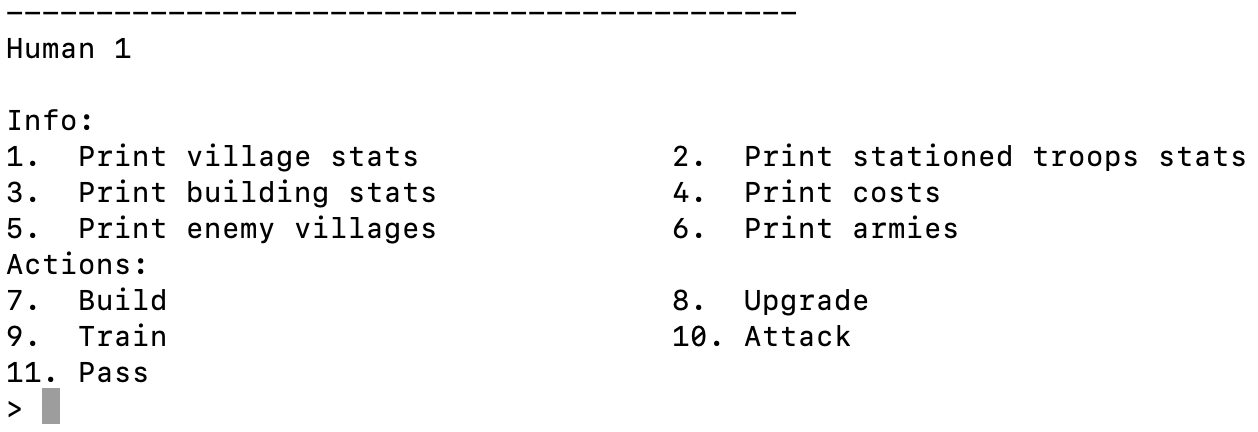 --------------------------------------------
Human 1
Info:
1.  Print village stats                2.  Print stationed troops stats
3.  Print building stats               4.  Print costs
5.  Print enemy villages               6.  Print armies
Actions:
7.  Build                              8.  Upgrade
9.  Train                              10. Attack
11. Pass
>